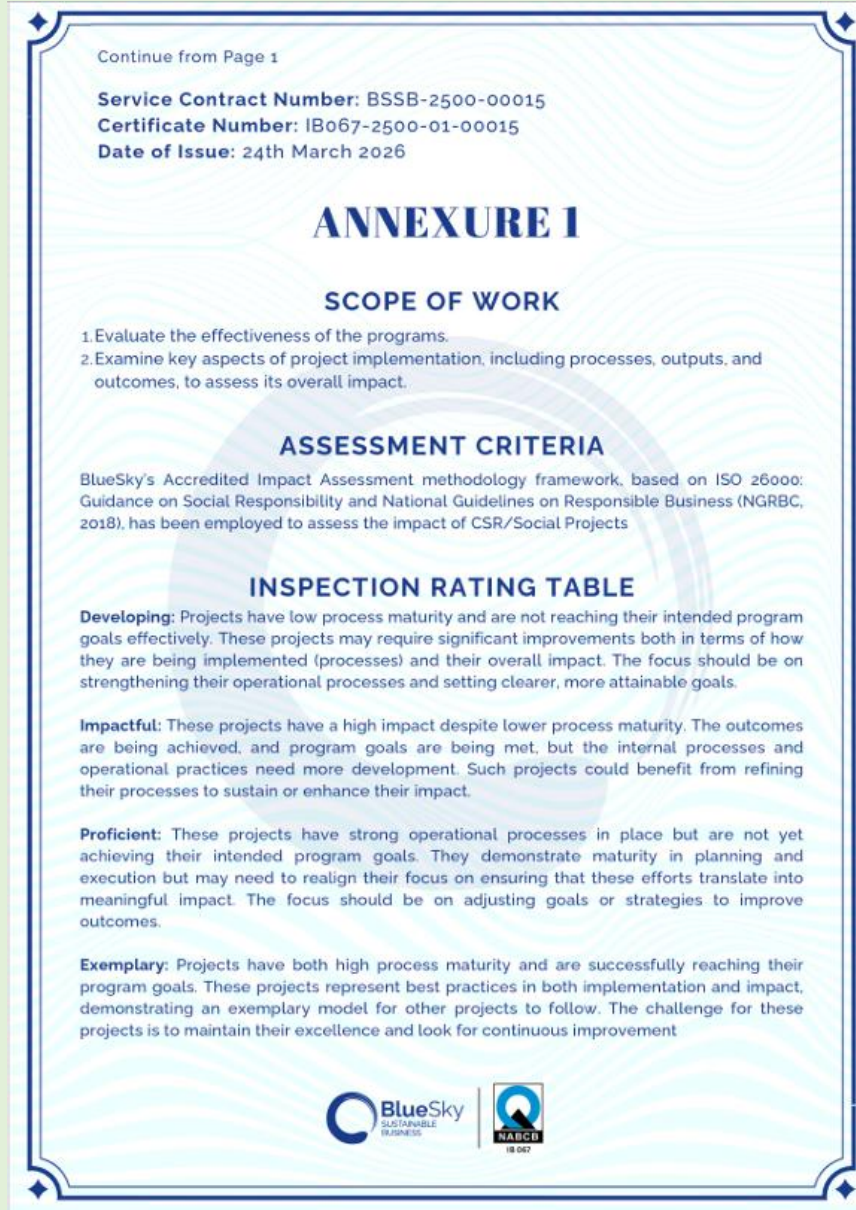 Continue from Page 1
Service Contract Number: BSSB-2500-00015
Certificate Number: IB067-2500-01-00015
Date of Issue: 24th March 2026
ANNEXURE 1
SCOPE OF WORK
1. Evaluate the effectiveness of the programs.
2. Examine key aspects of project implementation, including processes, outputs, and
outcomes, to assess its overall impact.
ASSESSMENT CRITERIA
BlueSky's Accredited Impact Assessment methodology framework, based on ISO 26000:
Guidance on Social Responsibility and National Guidelines on Responsible Business (NGRBC,
2018), has been employed to assess the impact of CSR/Social Projects
INSPECTION RATING TABLE
Developing: Projects have low process maturity and are not reaching their intended program
goals effectively. These projects may require significant improvements both in terms of how
they are being implemented (processes) and their overall impact. The focus should be on
strengthening their operational processes and setting clearer, more attainable goals.
Impactful: These projects have a high impact despite lower process maturity. The outcomes
are being achieved, and program goals are being met, but the internal processes and
operational practices need more development. Such projects could benefit from refining
their processes to sustain or enhance their impact.
Proficient: These projects have strong operational processes in place but are not yet
achieving their intended program goals. They demonstrate maturity in planning and
execution but may need to realign their focus on ensuring that these efforts translate into
meaningful impact. The focus should be on adjusting goals or strategies to improve
outcomes.
Exemplary: Projects have both high process maturity and are successfully reaching their
program goals. These projects represent best practices in both implementation and impact,
demonstrating an exemplary model for other projects to follow. The challenge for these
projects is to maintain their excellence and look for continuous improvement
BlueSky
SUSTAINABLE
BUSINESS
NABCB
IB 067